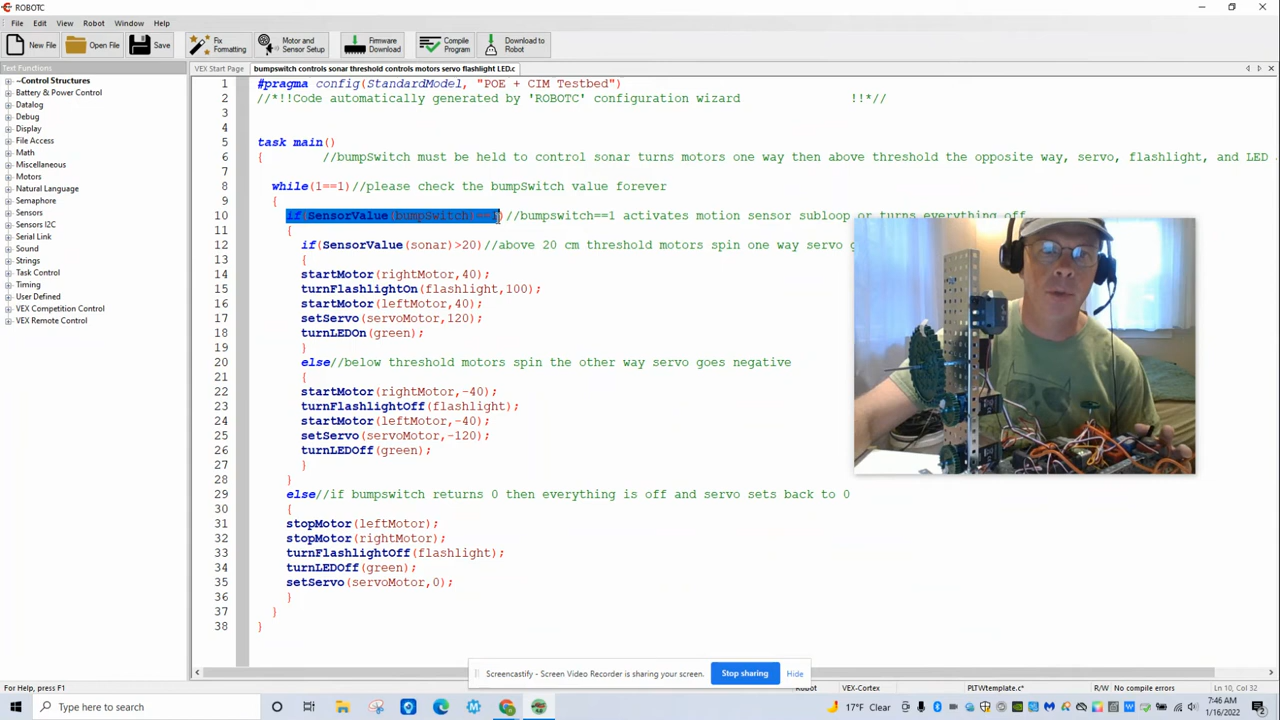 ROBOTC
File Edit View Robot Window Help
New File Open File Save Fix Formatting Motor and Sensor Setup Firmware Download Compile Program Download to Robot
Text Functions
VEX Start Page bumpswitch controls sonar threshold controls motors servo flashlight LED.c
~Control Structures
Battery & Power Control
Datalog
Debug
Display
File Access
Math
Miscellaneous
Motors
Natural Language
Semaphore
Sensors
Sensors I2C
Serial
Sound
Strings
Task Control
Timing
User Defined
VEX Competition Control
VEX Remote Control
1 #pragma config(StandardModel, "POE + CIM Testbed")
2 //*!!Code automatically generated by 'ROBOTC' configuration wizard !!*//
3
4
5 task main()
6 { //bumpSwitch must be held to control sonar turns motors one way then above threshold the opposite way, servo, flashlight, and LED
7
8 while(1==1)//please check the bumpSwitch value forever
9 {
10 if(SensorValue(bumpSwitch)==1)//bumpswitch==1 activates motion sensor subloop or turns everything off
11 {
12 if(SensorValue(sonar)>20)//above 20 cm threshold motors spin one way servo
13 {
14 startMotor(rightMotor,40);
15 turnFlashlightOn(flashlight,100);
16 startMotor(leftMotor,40);
17 setServo(servoMotor,120);
18 turnLEDOn(green);
19 }
20 else//below threshold motors spin the other way servo goes negative
21 {
22 startMotor(rightMotor,-40);
23 turnFlashlightOff(flashlight);
24 startMotor(leftMotor,-40);
25 setServo(servoMotor,-120);
26 turnLEDOff(green);
27 }
28 }
29 else//if bumpswitch returns 0 then everything is off and servo sets back to 0
30 {
31 stopMotor(leftMotor);
32 stopMotor(rightMotor);
33 turnFlashlightOff(flashlight);
34 turnLEDOff(green);
35 setServo(servoMotor,0);
36 }
37 }
38 }
Screencastify - Screen Video Recorder is sharing your screen. Stop sharing Hide
For Help, press F1 Robot VEX-Cortex PLTWtemplate.c* R/W No compile errors Ln 10, Col 32
Type here to search
17°F Clear
7:46 AM
1/16/2022